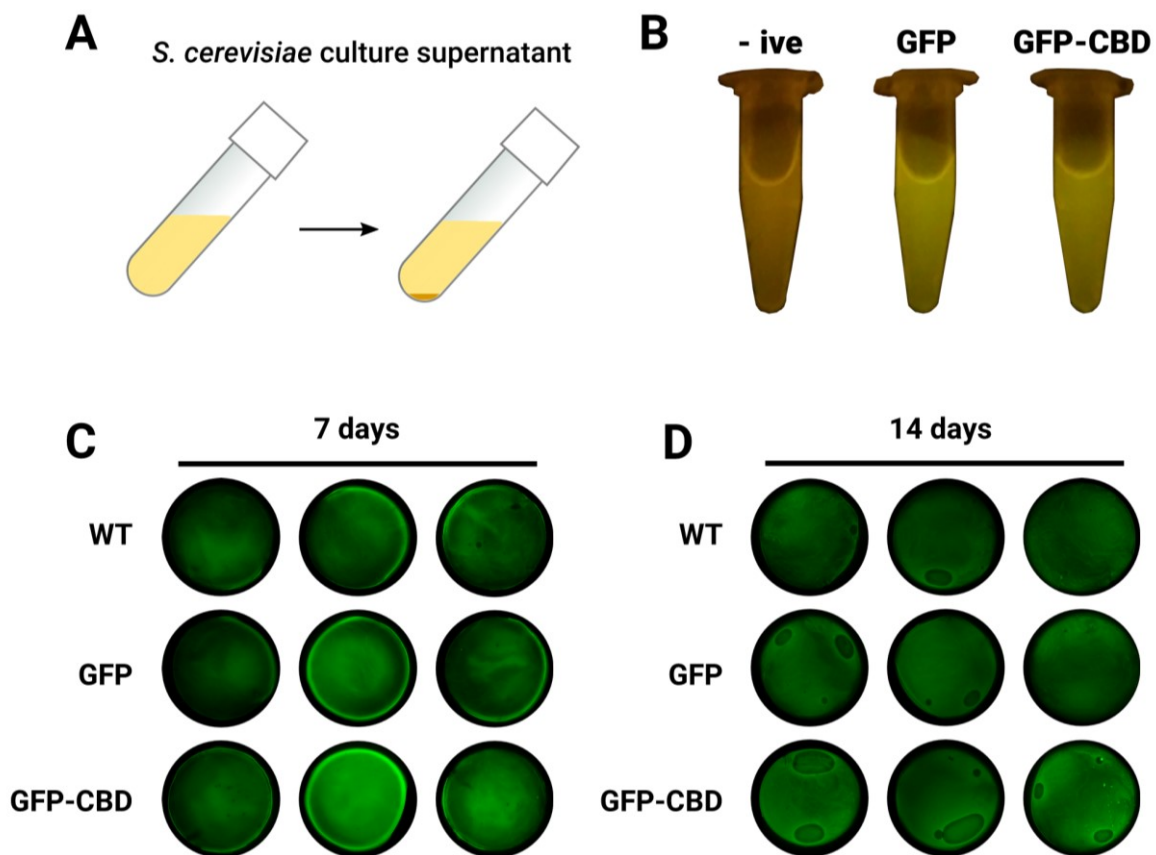 A
S. cerevisiae culture supernatant
B
- ive
GFP
GFP-CBD
C
7 days
WT
GFP
GFP-CBD
D
14 days
WT
GFP
GFP-CBD